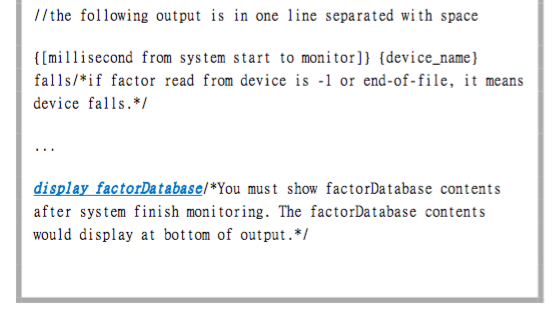 //the following output is in one line separated with space
{[millisecond from system start to monitor]} {device_name}
falls/*if factor read from device is -1 or end-of-file, it means
device falls.*/
...
display factorDatabase/*You must show factorDatabase contents
after system finish monitoring. The factorDatabase contents
would display at bottom of output.*/